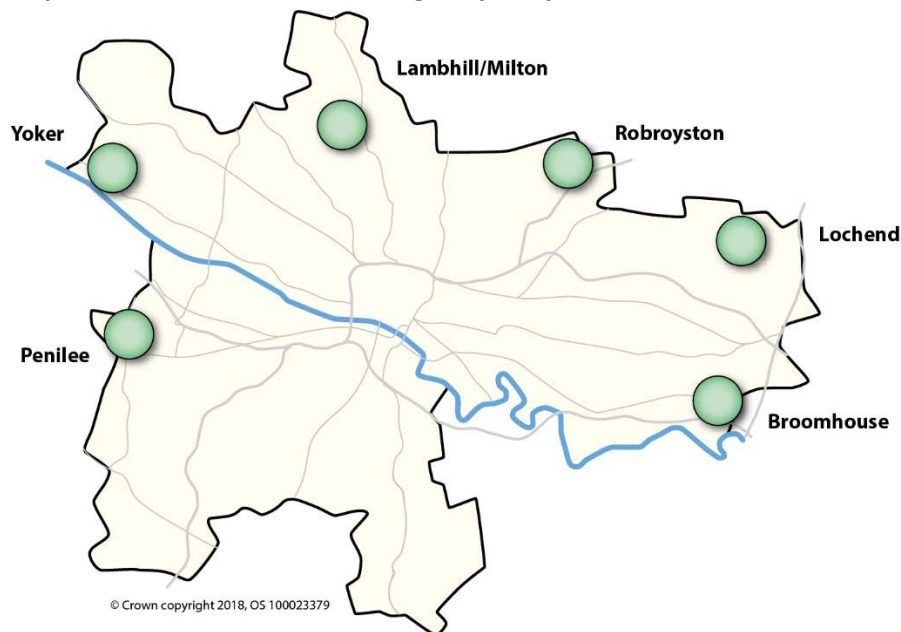 Lambhill/Milton
Yoker
Robroyston
Lochend
Penilee
Broomhouse
© Crown copyright 2018, OS 100023379